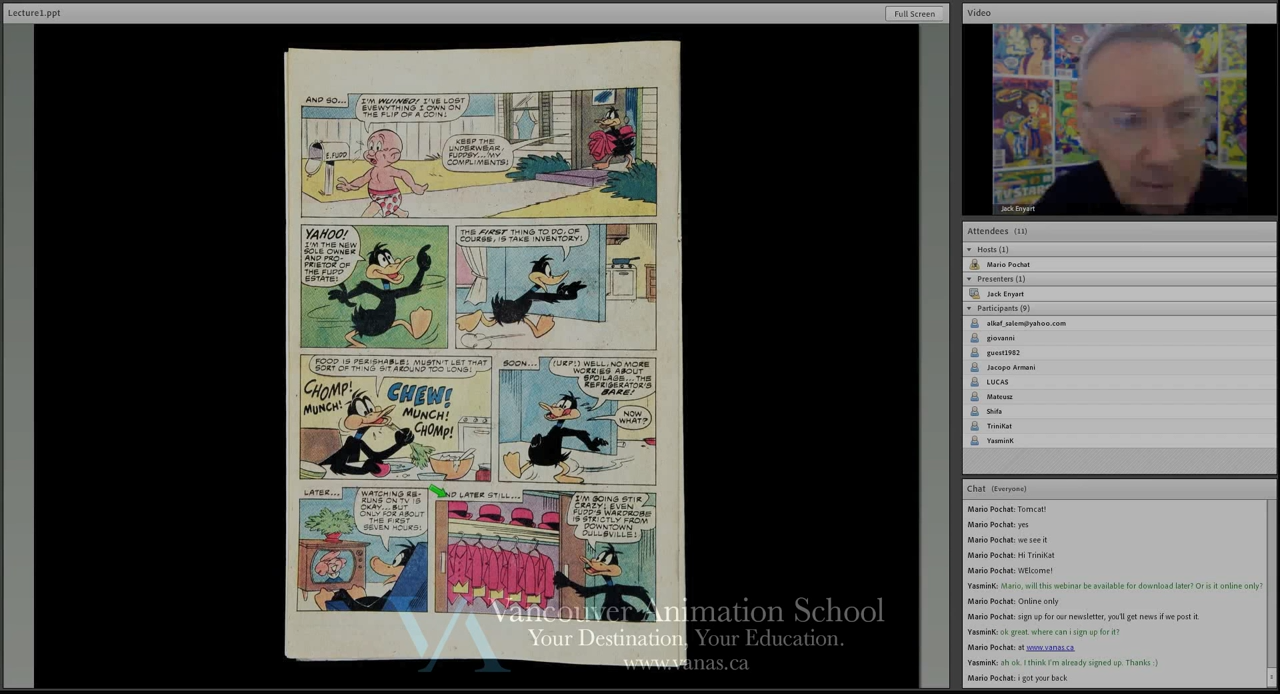 Lecture1.ppt
Full Screen
AND SO...
I'M WUINED! I'VE LOST
EVEWYTHING I OWN ON
THE FLIP OF A COIN!
E.FUDD
KEEP THE
UNDERWEAR,
FUDDSY...MY
COMPLIMENTS!
YAHOO!
I'M THE NEW
SOLE OWNER
AND PRO-
PRIETOR OF
THE FUDD
ESTATE!
THE FIRST THING TO DO, OF
COURSE, IS TAKE INVENTORY!
FOOD IS PERISHABLE! MUSTN'T LET THAT
SORT OF THING SIT AROUND TOO LONG!
CHOMP!
MUNCH!
CHEW!
MUNCH!
CHOMP!
SOON...
(URP!) WELL, NO MORE
WORRIES ABOUT
SPOILAGE...THE
REFRIGERATOR'S
BARE!
NOW
WHAT?
LATER...
WATCHING RE-
RUNS ON TV IS
OKAY...BUT
ONLY FOR ABOUT
THE FIRST
SEVEN HOURS!
ND LATER STILL...
I'M GOING STIR
CRAZY! EVEN
FUDD'S WARDROBE
IS STRICTLY FROM
DOWNTOWN
DULLSVILLE!
Vancouver Animation School
Your Destination. Your Education.
www.vanas.ca
Video
TV STARS
Jack Enyart
Attendees (11)
Hosts (1)
Mario Pochat
Presenters (1)
Jack Enyart
Participants (9)
alkaf_salem@yahoo.com
giovanni
guest1982
Jacopo Armani
LUCAS
Mateusz
Shifa
TriniKat
YasminK
Chat (Everyone)
Mario Pochat: Tomcat!
Mario Pochat: yes
Mario Pochat: we see it
Mario Pochat: Hi TriniKat
Mario Pochat: WElcome!
YasminK: Mario, will this webinar be available for download later? Or is it online only?
Mario Pochat: Online only
Mario Pochat: sign up for our newsletter, you'll get news if we post it.
YasminK: ok great. where can i sign up for it?
Mario Pochat: at www.vanas.ca
YasminK: ah ok. I think I'm already signed up. Thanks :)
Mario Pochat: i got your back